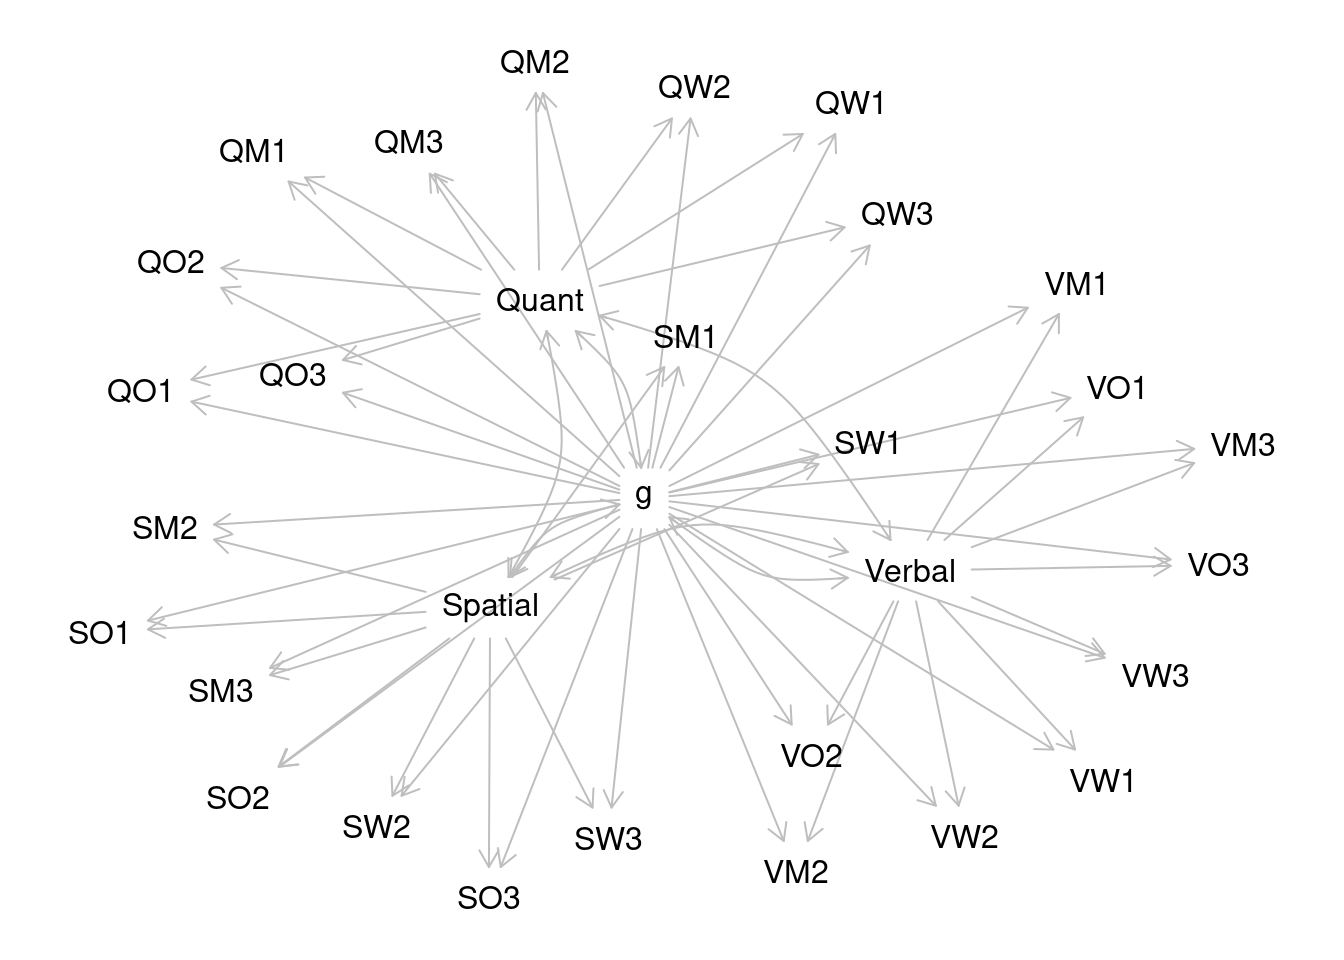 QM2
QW2
QW1
QM3
QM1
QW3
QO2
VM1
Quant
SM1
QO3
VO1
QO1
SW1
VM3
g
SM2
VO3
Verbal
Spatial
SO1
VW3
SM3
VO2
VW1
SO2
SW2
VW2
SW3
VM2
SO3